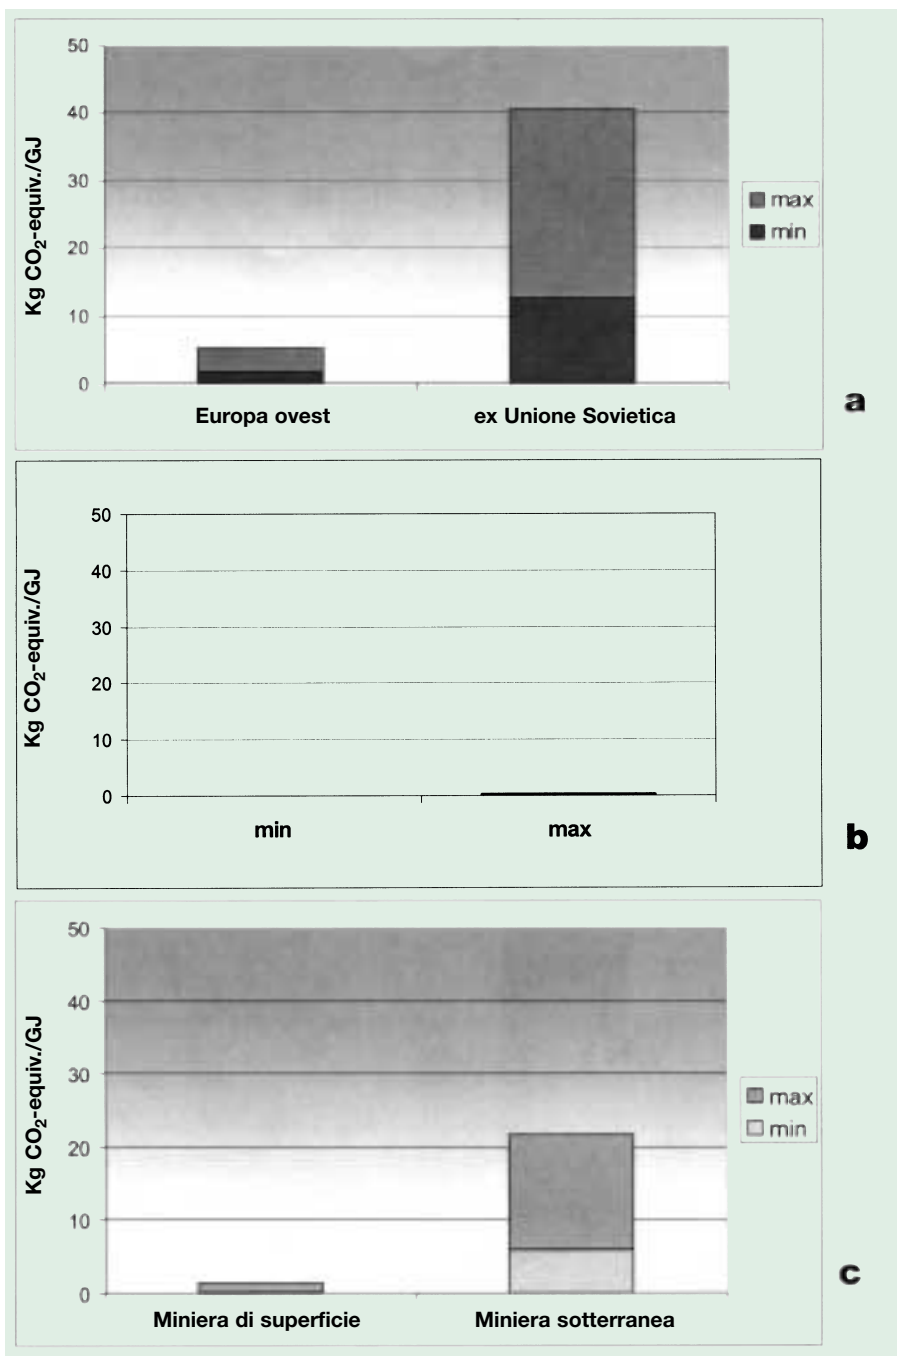 50
40
30
20
10
0
Kg CO₂-equiv./GJ
max
min
Europa ovest
ex Unione Sovietica
a
50
40
30
20
10
0
Kg CO₂-equiv./GJ
min
max
b
50
40
30
20
10
0
Kg CO₂-equiv./GJ
max
min
Miniera di superficie
Miniera sotterranea
c